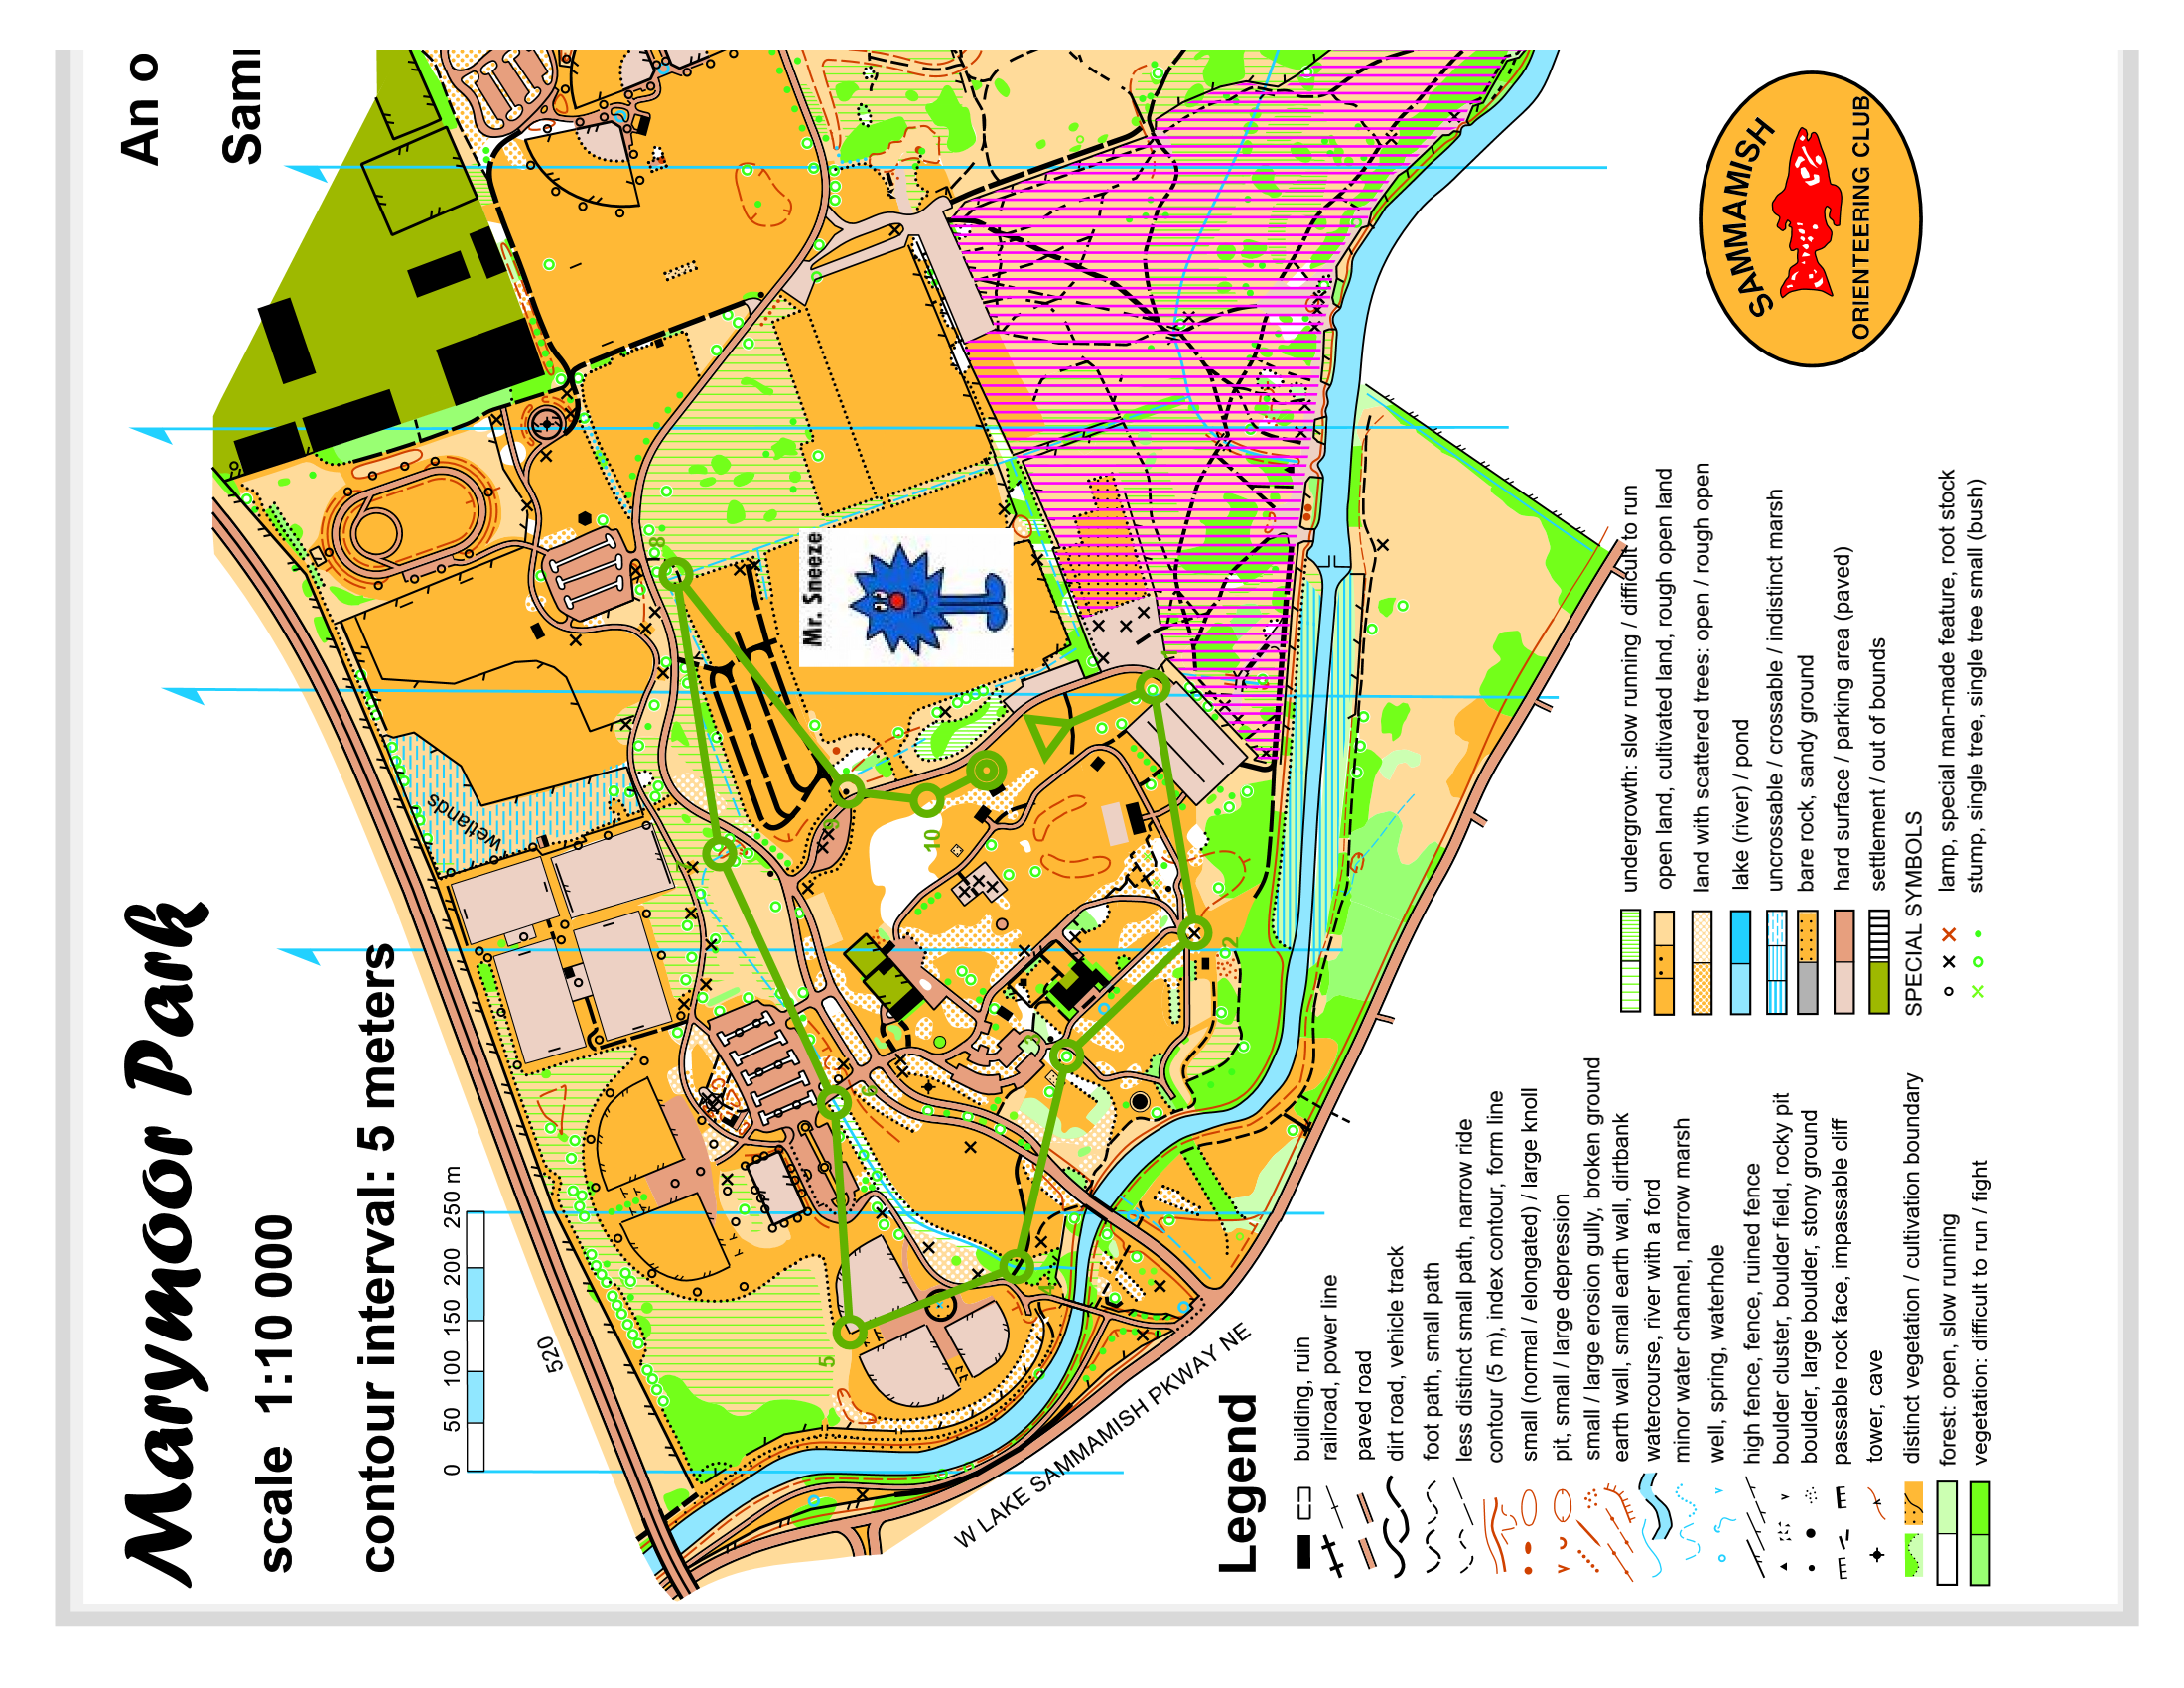 An o
Sami
Marymoor Park
scale 1:10 000
contour interval: 5 meters
0 50 100 150 200 250 m
520
wetlands
W LAKE SAMMAMISH PKWAY NE
Mr. Sneeze
1
2
4
5
6
7
8
9
10
SAMMAMISH
ORIENTEERING CLUB
Legend
building, ruin
railroad, power line
paved road
dirt road, vehicle track
foot path, small path
less distinct small path, narrow ride
contour (5 m), index contour, form line
small (normal / elongated) / large knoll
pit, small / large depression
small / large erosion gully, broken ground
earth wall, small earth wall, dirtbank
watercourse, river with a ford
minor water channel, narrow marsh
well, spring, waterhole
high fence, fence, ruined fence
boulder cluster, boulder field, rocky pit
boulder, large boulder, stony ground
passable rock face, impassable cliff
tower, cave
distinct vegetation / cultivation boundary
forest: open, slow running
vegetation: difficult to run / fight
undergrowth: slow running / difficult to run
open land, cultivated land, rough open land
land with scattered trees: open / rough open
lake (river) / pond
uncrossable / crossable / indistinct marsh
bare rock, sandy ground
hard surface / parking area (paved)
settlement / out of bounds
SPECIAL SYMBOLS
lamp, special man-made feature, root stock
stump, single tree, single tree small (bush)